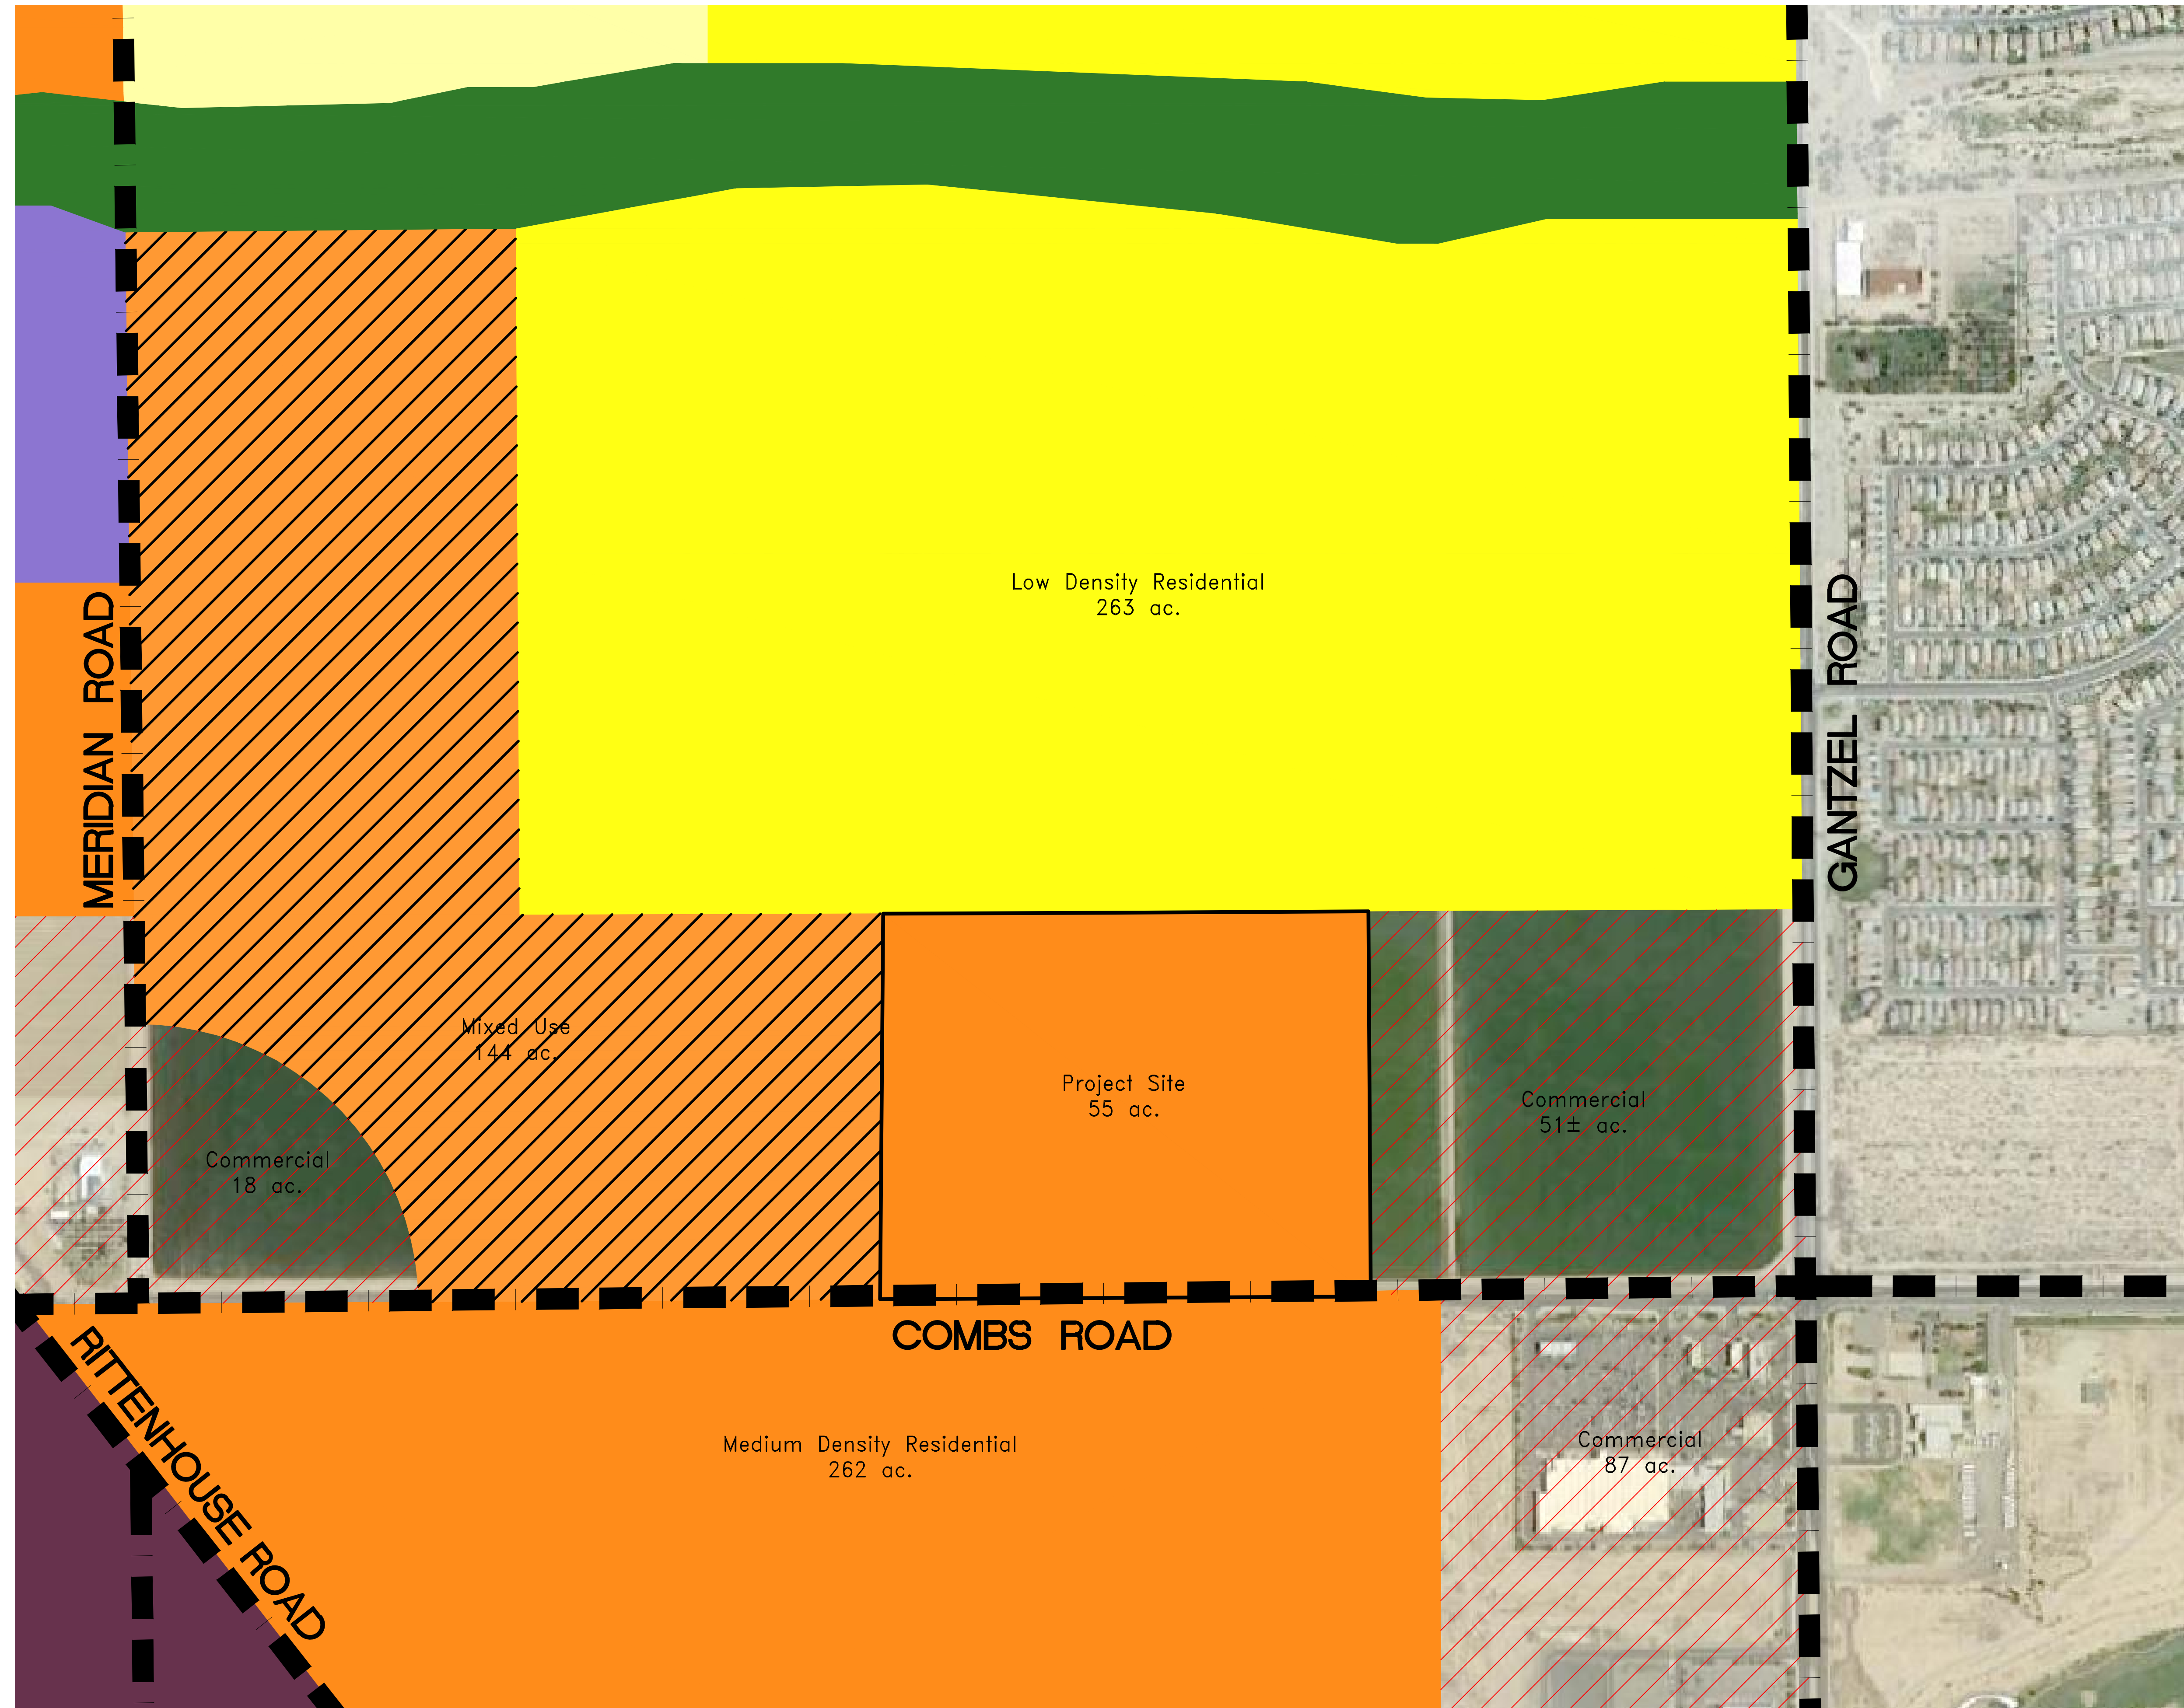 Low Density Residential
263 ac.
MERIDIAN ROAD
GANTZEL ROAD
Mixed Use
144 ac.
Project Site
55 ac.
Commercial
51± ac.
Commercial
18 ac.
COMBS ROAD
RITTENHOUSE ROAD
Medium Density Residential
262 ac.
Commercial
87 ac.